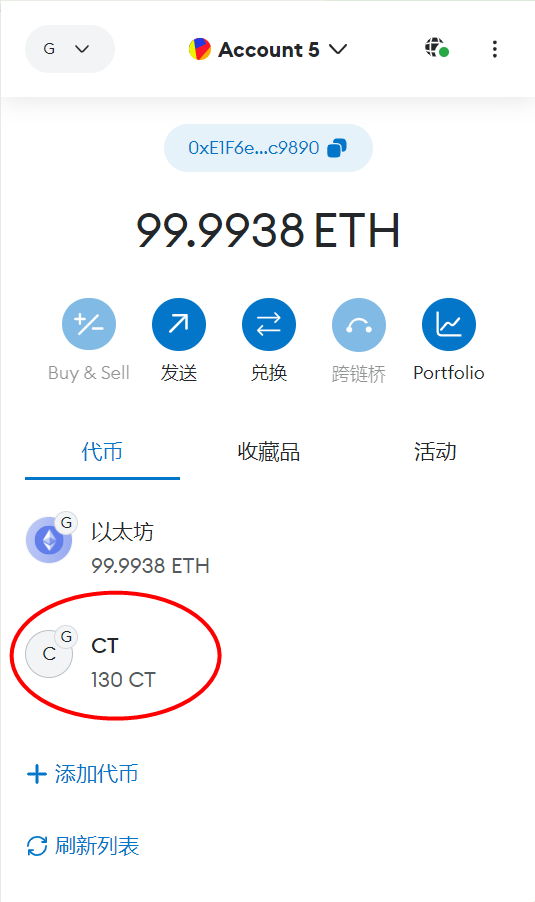 G
Account 5
0xE1F6e...c9890
99.9938 ETH
Buy & Sell
发送
兑换
跨链桥
Portfolio
代币
收藏品
活动
G
以太坊
99.9938 ETH
G
C
CT
130 CT
添加代币
刷新列表